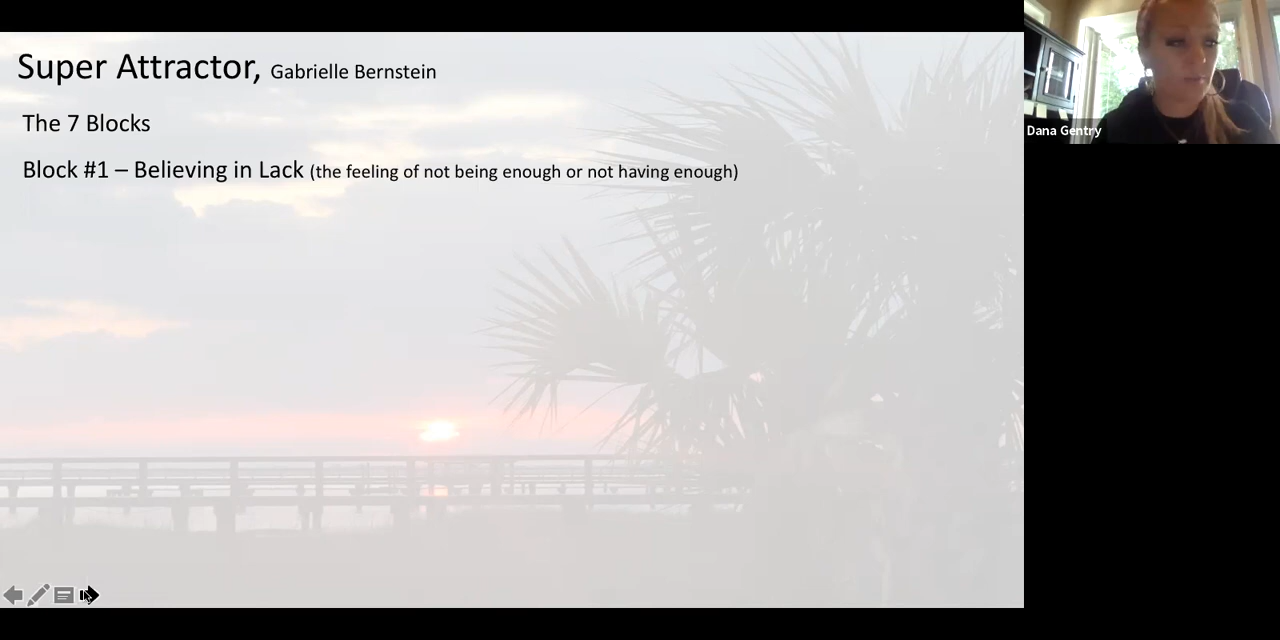 Super Attractor, Gabrielle Bernstein
The 7 Blocks
Block #1 – Believing in Lack (the feeling of not being enough or not having enough)
Dana Gentry